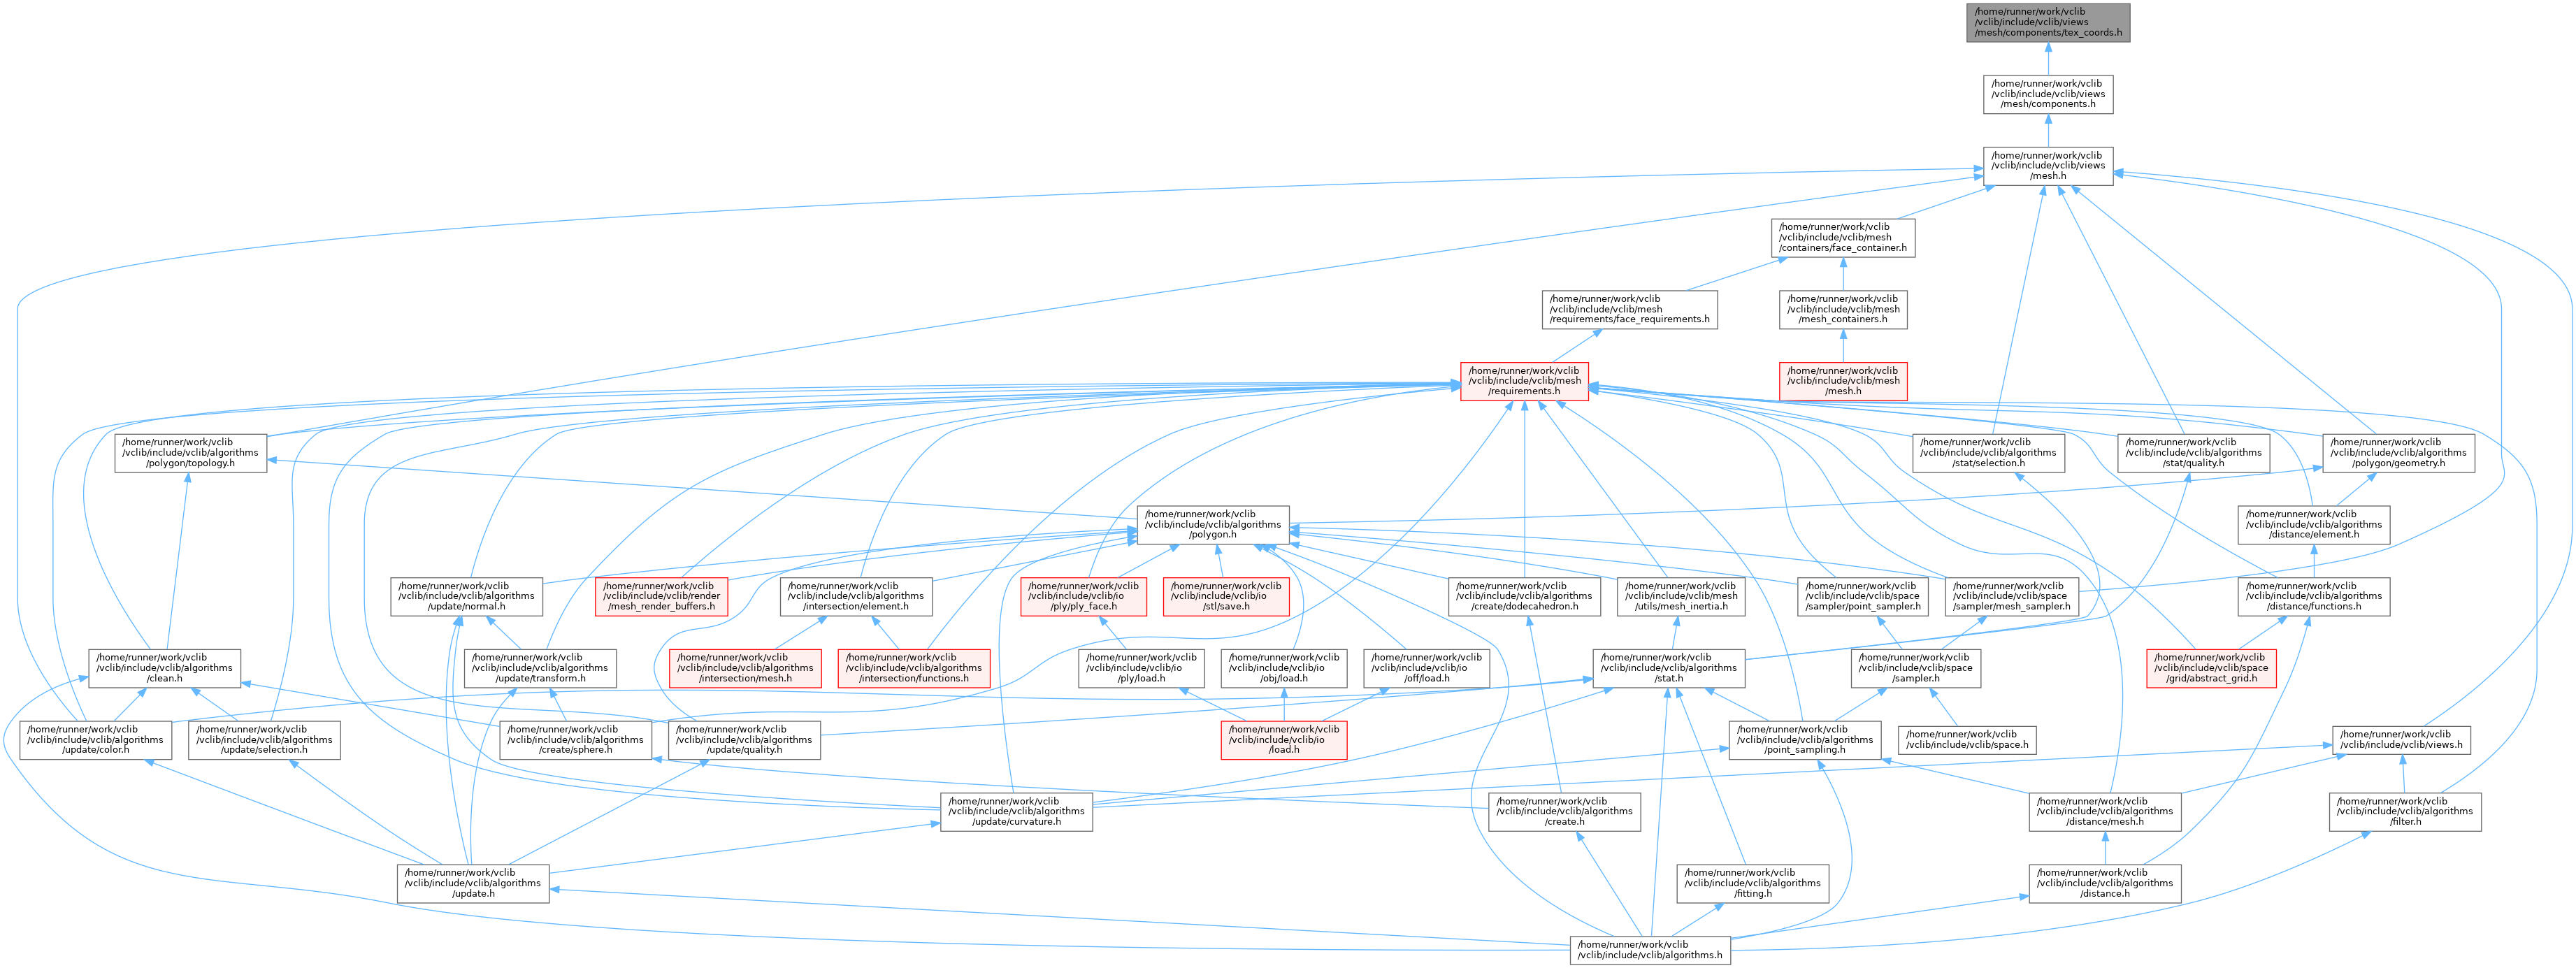 /home/runner/work/vclib
/vclib/include/vclib/views
/mesh/components/tex_coords.h
/home/runner/work/vclib
/vclib/include/vclib/views
/mesh/components.h
/home/runner/work/vclib
/vclib/include/vclib/views
/mesh.h
/home/runner/work/vclib
/vclib/include/vclib/mesh
/containers/face_container.h
/home/runner/work/vclib
/vclib/include/vclib/mesh
/requirements/face_requirements.h
/home/runner/work/vclib
/vclib/include/vclib/mesh
/mesh_containers.h
/home/runner/work/vclib
/vclib/include/vclib/mesh
/requirements.h
/home/runner/work/vclib
/vclib/include/vclib/mesh
/mesh.h
/home/runner/work/vclib
/vclib/include/vclib/algorithms
/polygon/topology.h
/home/runner/work/vclib
/vclib/include/vclib/algorithms
/stat/selection.h
/home/runner/work/vclib
/vclib/include/vclib/algorithms
/stat/quality.h
/home/runner/work/vclib
/vclib/include/vclib/algorithms
/polygon/geometry.h
/home/runner/work/vclib
/vclib/include/vclib/algorithms
/polygon.h
/home/runner/work/vclib
/vclib/include/vclib/algorithms
/distance/element.h
/home/runner/work/vclib
/vclib/include/vclib/algorithms
/update/normal.h
/home/runner/work/vclib
/vclib/include/vclib/render
/mesh_render_buffers.h
/home/runner/work/vclib
/vclib/include/vclib/algorithms
/intersection/element.h
/home/runner/work/vclib
/vclib/include/vclib/io
/ply/ply_face.h
/home/runner/work/vclib
/vclib/include/vclib/io
/stl/save.h
/home/runner/work/vclib
/vclib/include/vclib/algorithms
/create/dodecahedron.h
/home/runner/work/vclib
/vclib/include/vclib/mesh
/utils/mesh_inertia.h
/home/runner/work/vclib
/vclib/include/vclib/space
/sampler/point_sampler.h
/home/runner/work/vclib
/vclib/include/vclib/space
/sampler/mesh_sampler.h
/home/runner/work/vclib
/vclib/include/vclib/algorithms
/distance/functions.h
/home/runner/work/vclib
/vclib/include/vclib/algorithms
/clean.h
/home/runner/work/vclib
/vclib/include/vclib/algorithms
/update/transform.h
/home/runner/work/vclib
/vclib/include/vclib/algorithms
/intersection/mesh.h
/home/runner/work/vclib
/vclib/include/vclib/algorithms
/intersection/functions.h
/home/runner/work/vclib
/vclib/include/vclib/io
/ply/load.h
/home/runner/work/vclib
/vclib/include/vclib/io
/obj/load.h
/home/runner/work/vclib
/vclib/include/vclib/io
/off/load.h
/home/runner/work/vclib
/vclib/include/vclib/algorithms
/stat.h
/home/runner/work/vclib
/vclib/include/vclib/space
/sampler.h
/home/runner/work/vclib
/vclib/include/vclib/space
/grid/abstract_grid.h
/home/runner/work/vclib
/vclib/include/vclib/algorithms
/update/color.h
/home/runner/work/vclib
/vclib/include/vclib/algorithms
/update/selection.h
/home/runner/work/vclib
/vclib/include/vclib/algorithms
/create/sphere.h
/home/runner/work/vclib
/vclib/include/vclib/algorithms
/update/quality.h
/home/runner/work/vclib
/vclib/include/vclib/io
/load.h
/home/runner/work/vclib
/vclib/include/vclib/algorithms
/point_sampling.h
/home/runner/work/vclib
/vclib/include/vclib/space.h
/home/runner/work/vclib
/vclib/include/vclib/views.h
/home/runner/work/vclib
/vclib/include/vclib/algorithms
/update/curvature.h
/home/runner/work/vclib
/vclib/include/vclib/algorithms
/create.h
/home/runner/work/vclib
/vclib/include/vclib/algorithms
/distance/mesh.h
/home/runner/work/vclib
/vclib/include/vclib/algorithms
/filter.h
/home/runner/work/vclib
/vclib/include/vclib/algorithms
/update.h
/home/runner/work/vclib
/vclib/include/vclib/algorithms
/fitting.h
/home/runner/work/vclib
/vclib/include/vclib/algorithms
/distance.h
/home/runner/work/vclib
/vclib/include/vclib/algorithms.h